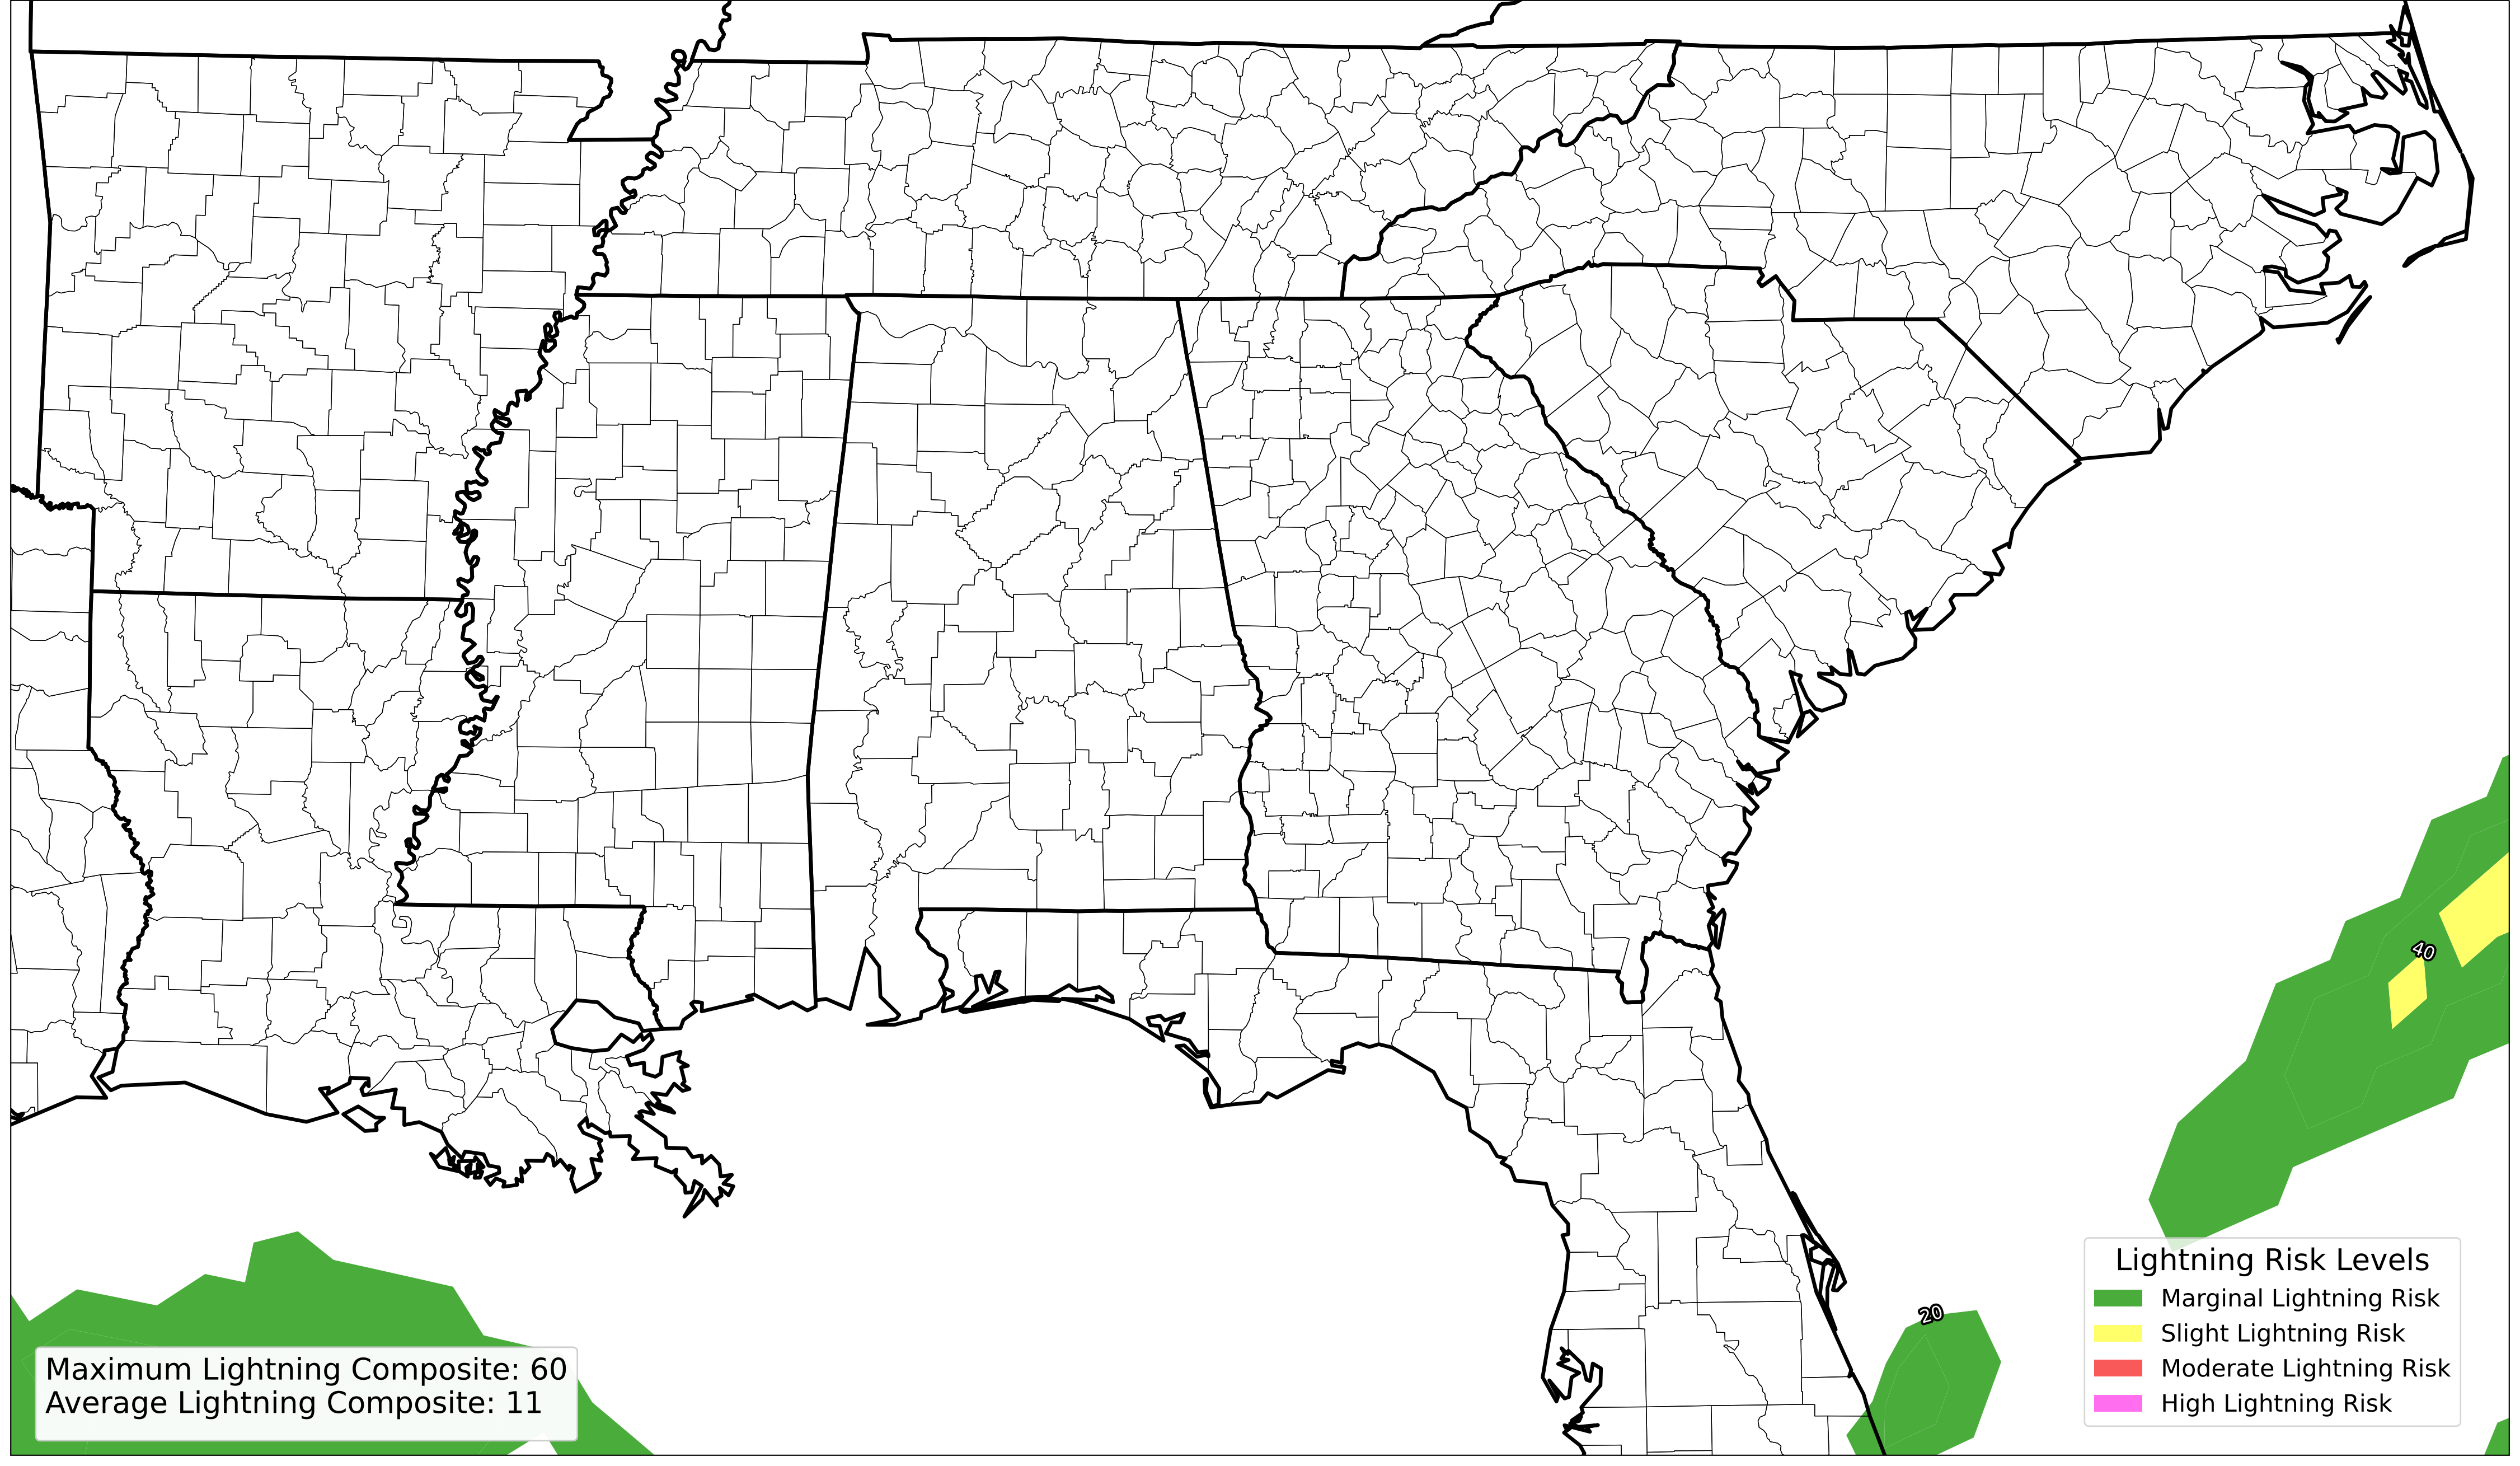 40
20
Lightning Risk Levels
Marginal Lightning Risk
Slight Lightning Risk
Moderate Lightning Risk
High Lightning Risk
Maximum Lightning Composite: 60
Average Lightning Composite: 11